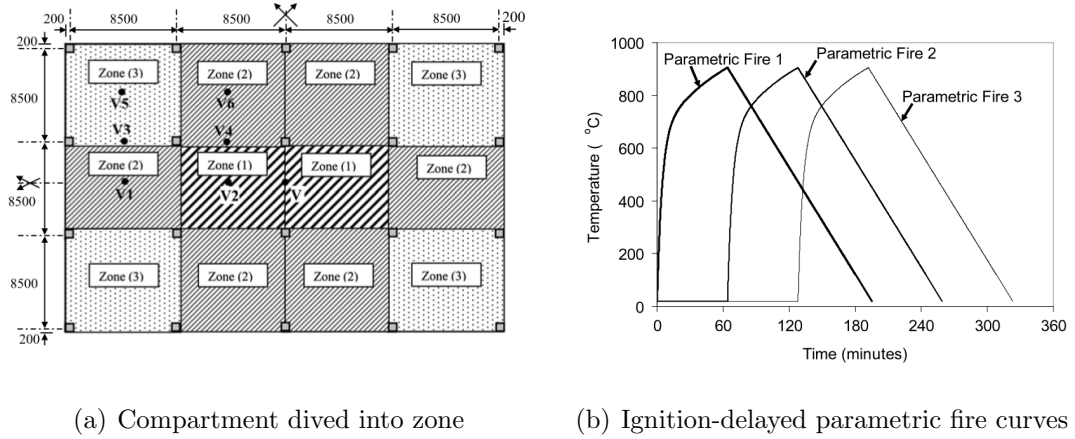 200 8500 8500 8500 8500 200
200
8500
8500
8500
200
Zone (3) Zone (2) Zone (2) Zone (3)
V5 V6
V3 V4
Zone (2) Zone (1) Zone (1) Zone (2)
V1 V2 V
Zone (3) Zone (2) Zone (2) Zone (3)
(a) Compartment dived into zone
1000
800
600
400
200
0
Temperature ( °C)
Parametric Fire 1
Parametric Fire 2
Parametric Fire 3
0 60 120 180 240 300 360
Time (minutes)
(b) Ignition-delayed parametric fire curves